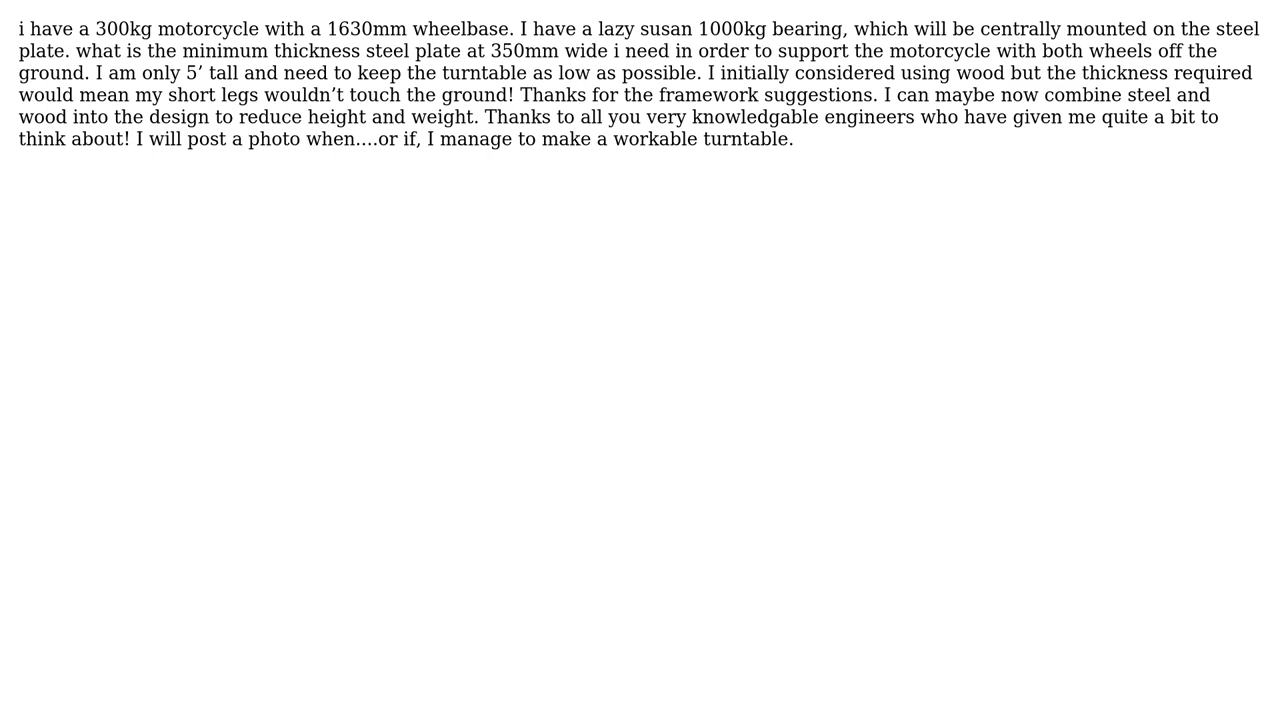 i have a 300kg motorcycle with a 1630mm wheelbase. I have a lazy susan 1000kg bearing, which will be centrally mounted on the steel
plate. what is the minimum thickness steel plate at 350mm wide i need in order to support the motorcycle with both wheels off the
ground. I am only 5’ tall and need to keep the turntable as low as possible. I initially considered using wood but the thickness required
would mean my short legs wouldn’t touch the ground! Thanks for the framework suggestions. I can maybe now combine steel and
wood into the design to reduce height and weight. Thanks to all you very knowledgable engineers who have given me quite a bit to
think about! I will post a photo when....or if, I manage to make a workable turntable.